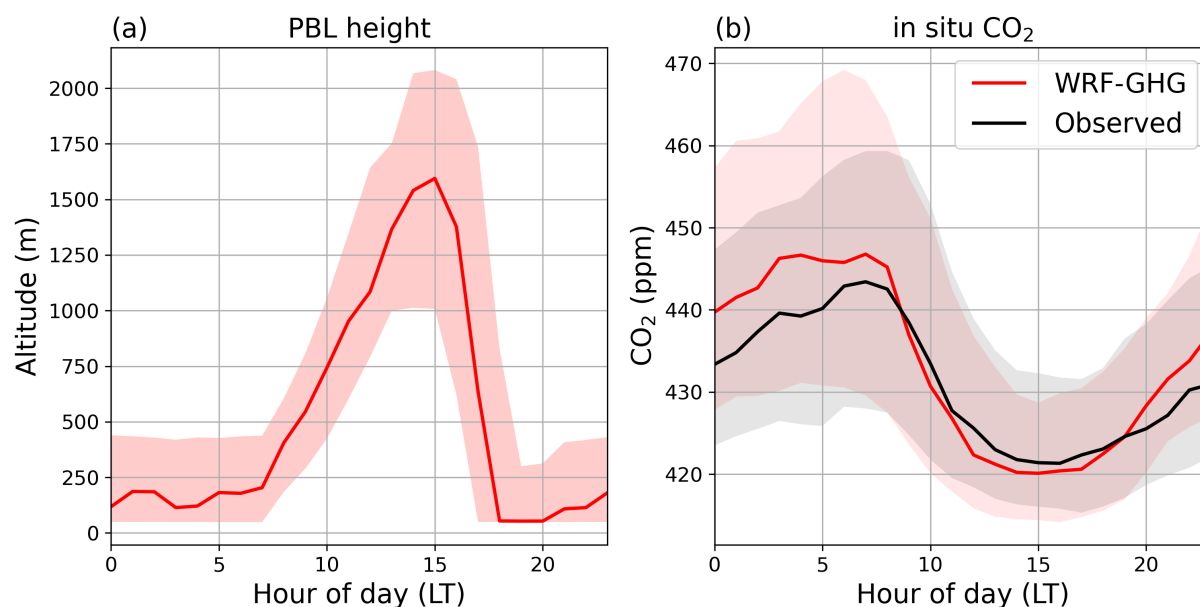 (a) PBL height
2000
1750
1500
1250
1000
750
500
250
0
Altitude (m)
0 5 10 15 20
Hour of day (LT)
(b) in situ CO₂
470
460
450
440
430
420
CO₂ (ppm)
WRF-GHG
Observed
0 5 10 15 20
Hour of day (LT)